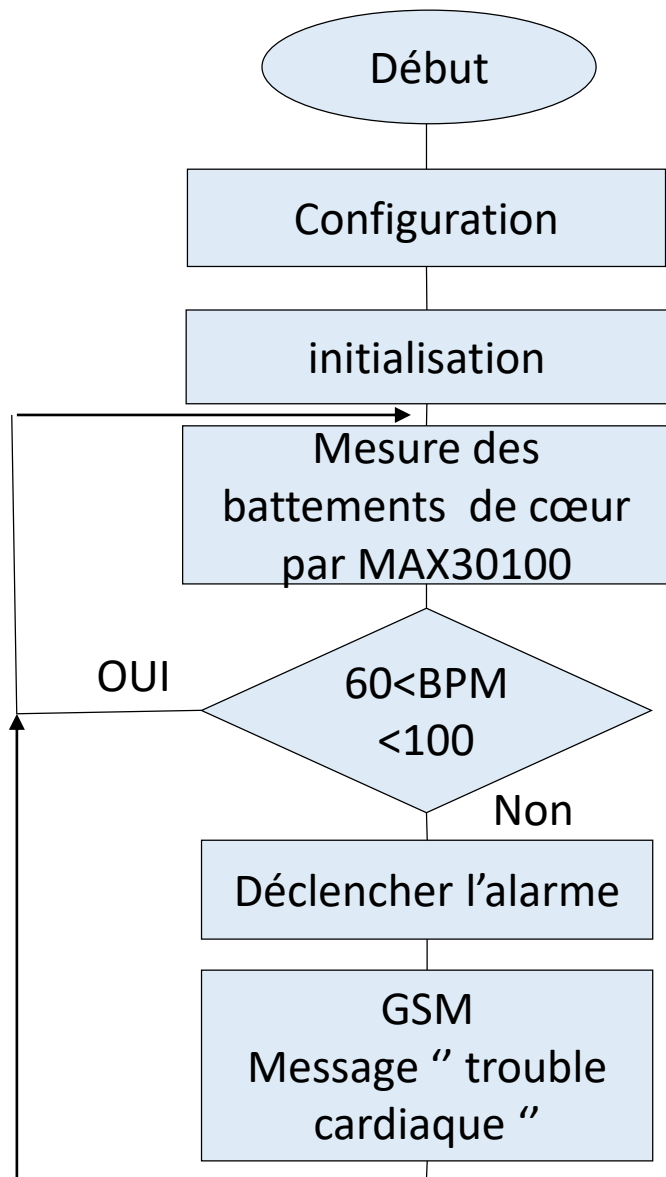 Début
Configuration
initialisation
Mesure des
battements de cœur
par MAX30100
OUI
60<BPM
<100
Non
Déclencher l’alarme
GSM
Message ‘’ trouble
cardiaque ‘’